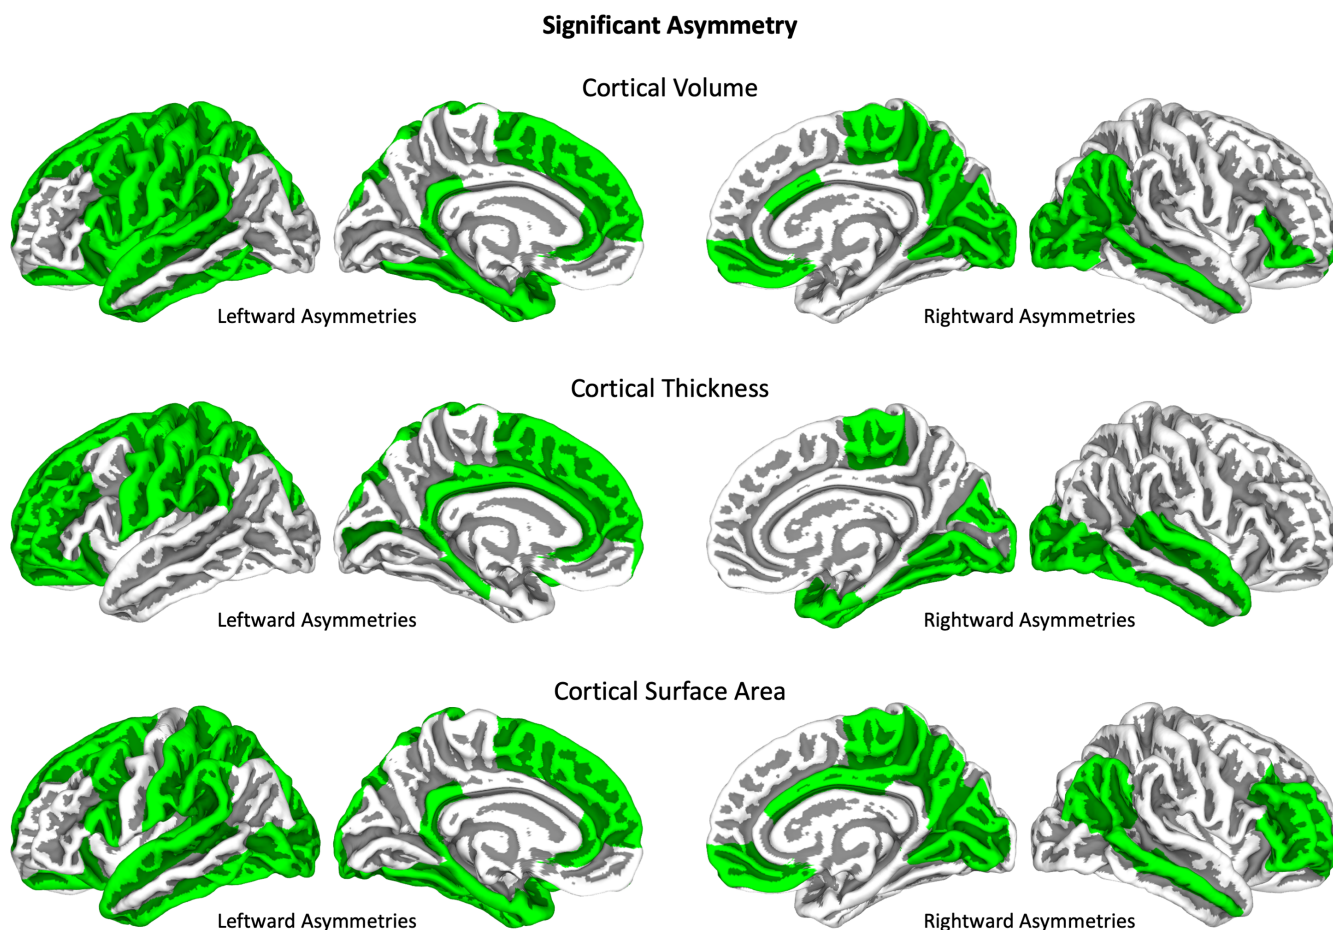 Significant Asymmetry
Cortical Volume
Leftward Asymmetries
Rightward Asymmetries
Cortical Thickness
Leftward Asymmetries
Rightward Asymmetries
Cortical Surface Area
Leftward Asymmetries
Rightward Asymmetries